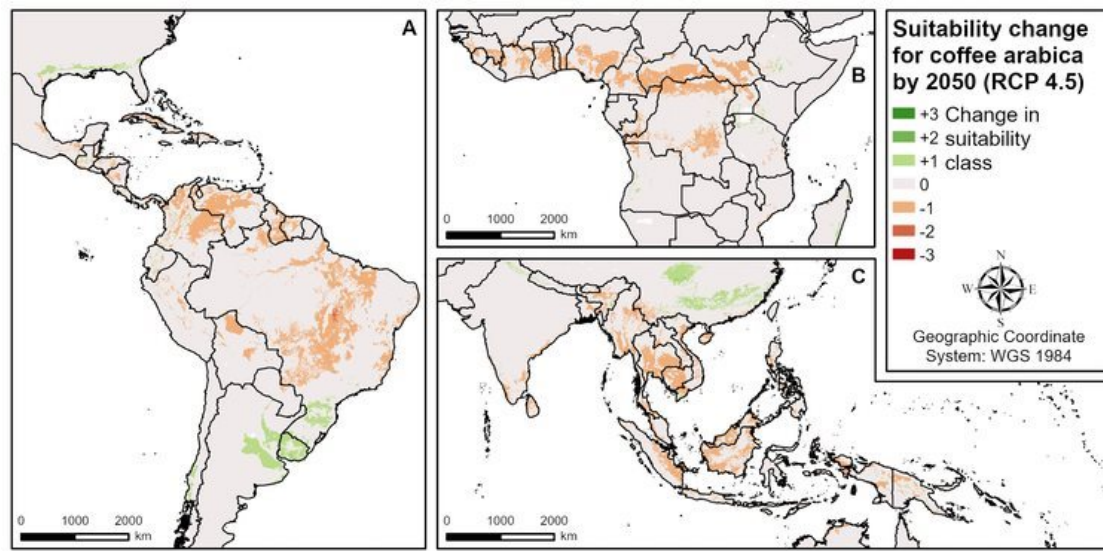 A
0 1000 2000
km
B
0 1000 2000
km
C
0 1000 2000
km
Suitability change
for coffee arabica
by 2050 (RCP 4.5)
+3 Change in
+2 suitability
+1 class
0
-1
-2
-3
N
W E
S
Geographic Coordinate
System: WGS 1984